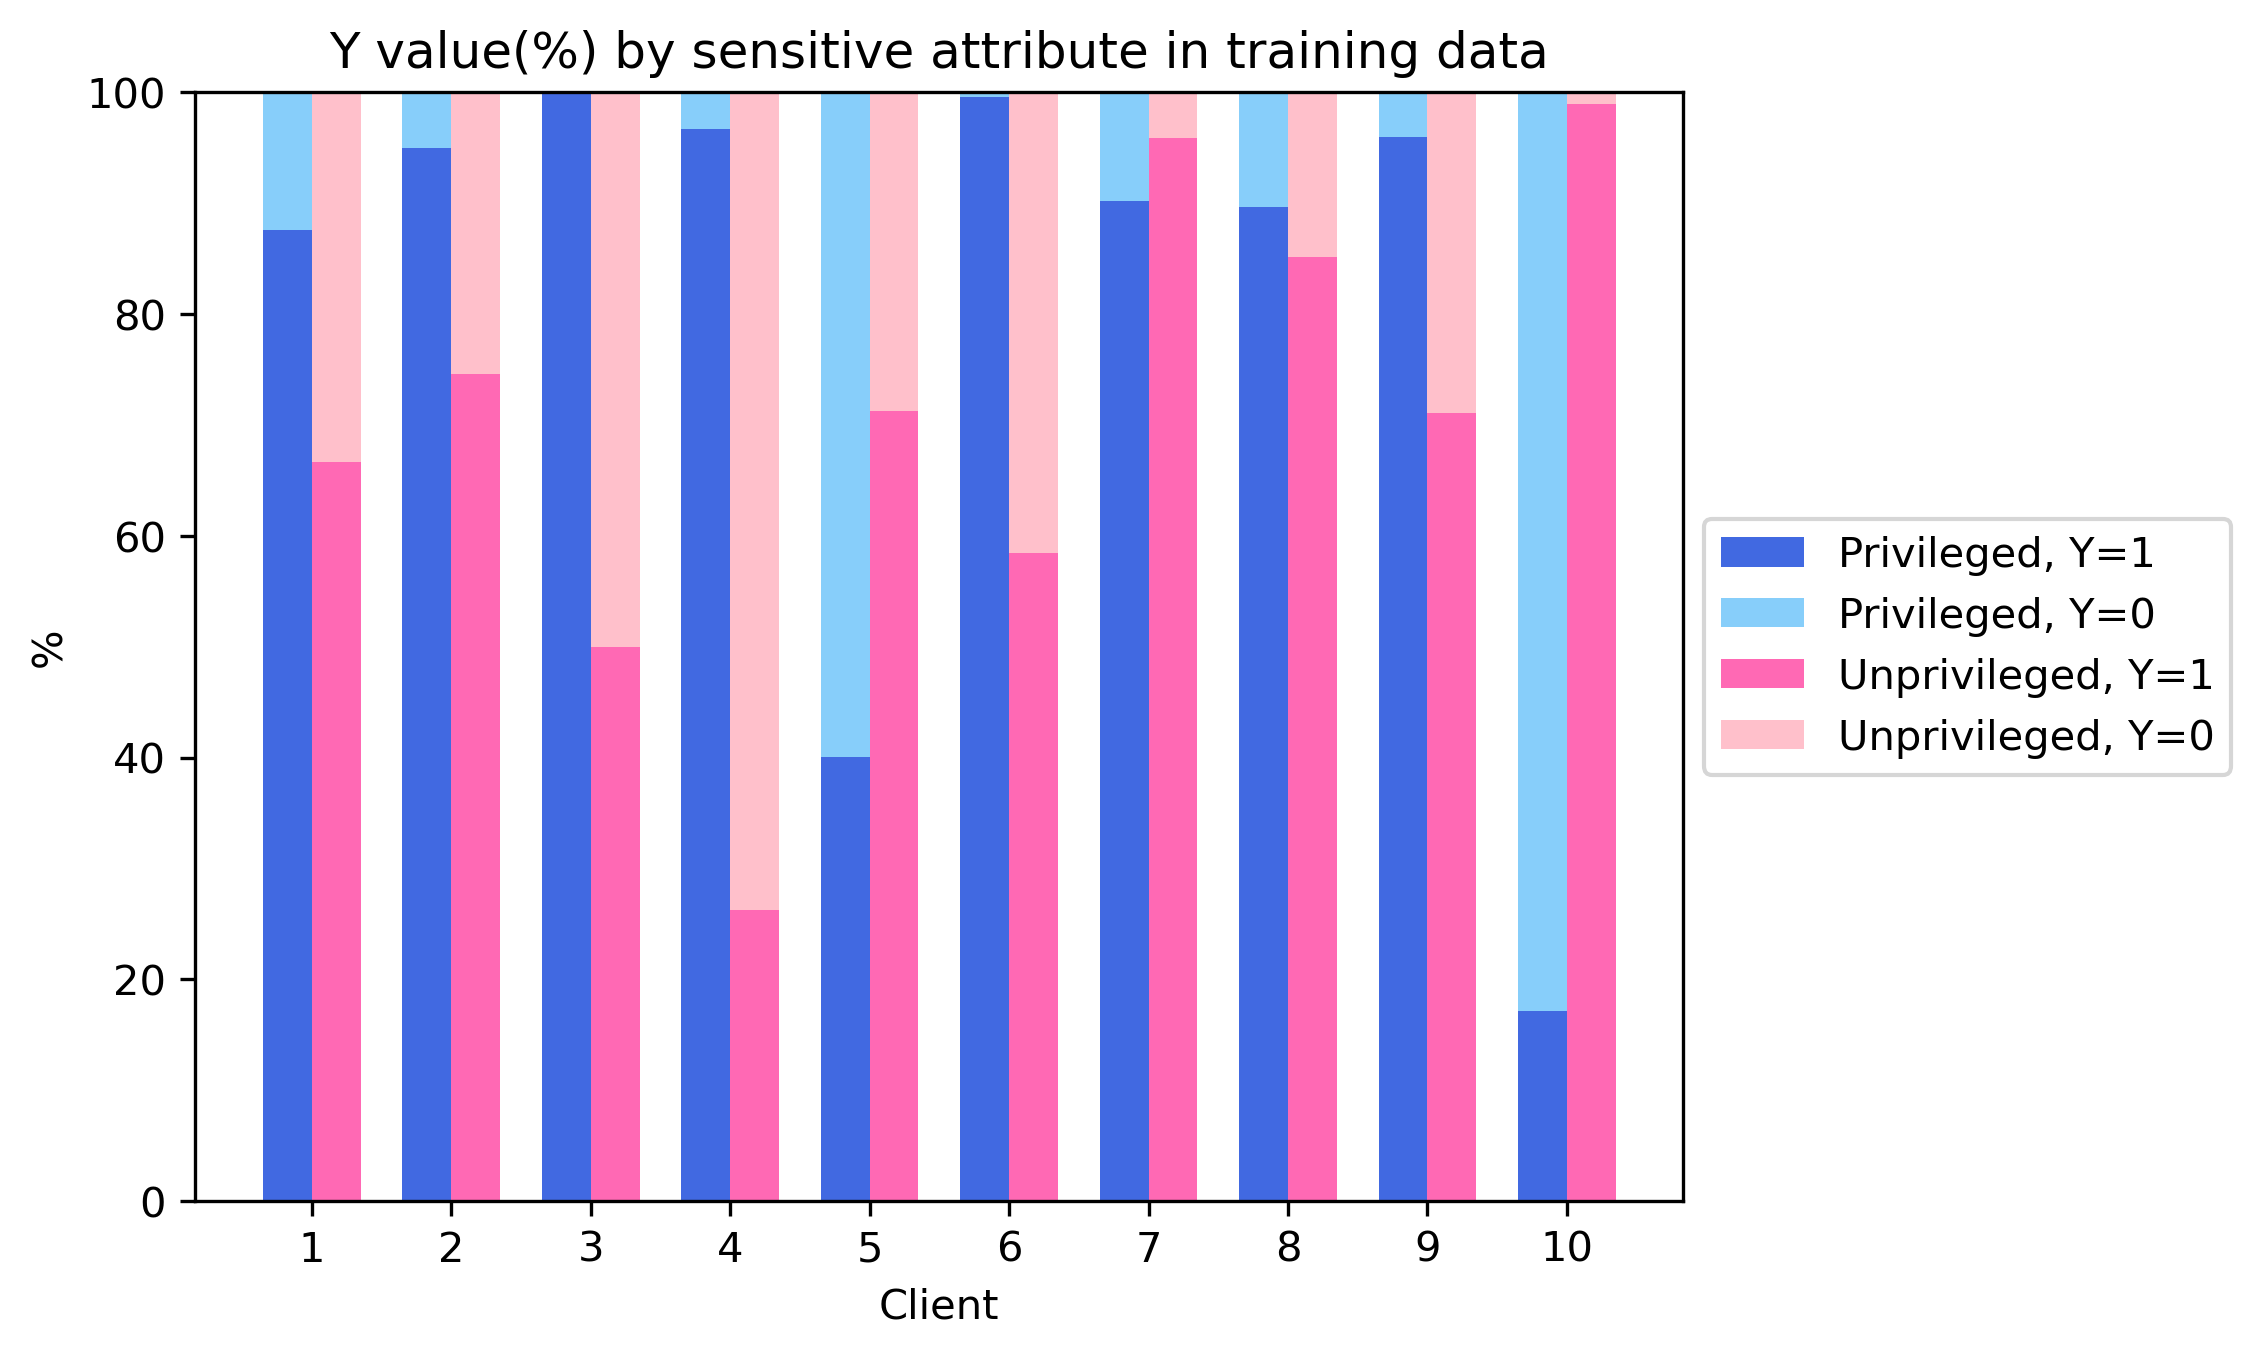 Y value(%) by sensitive attribute in training data
100
80
60
40
20
0
%
1 2 3 4 5 6 7 8 9 10
Client
Privileged, Y=1
Privileged, Y=0
Unprivileged, Y=1
Unprivileged, Y=0